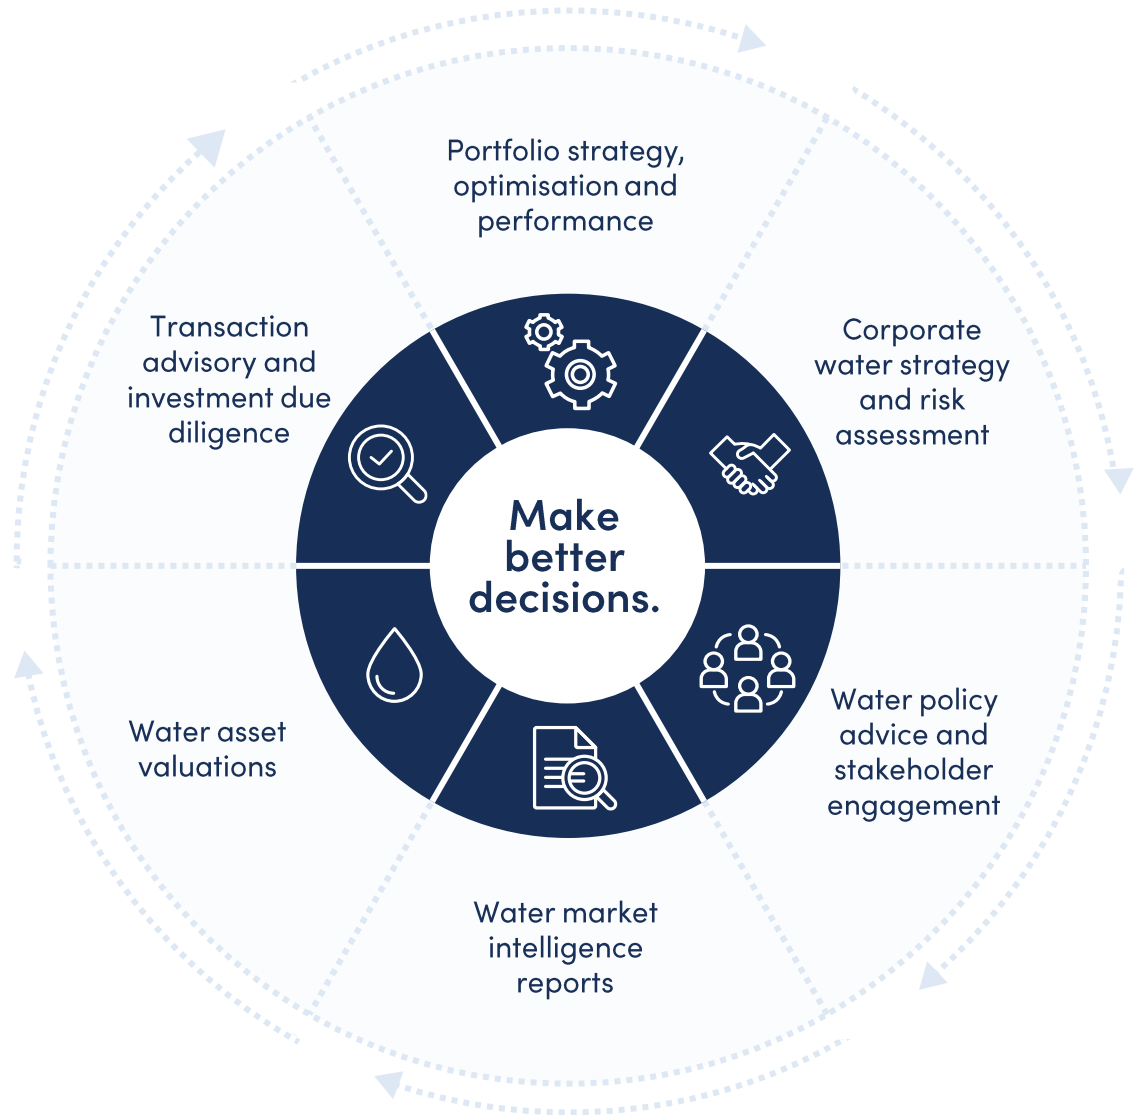 Portfolio strategy,
optimisation and
performance
Corporate
water strategy
and risk
assessment
Water policy
advice and
stakeholder
engagement
Water market
intelligence
reports
Water asset
valuations
Transaction
advisory and
investment due
diligence
Make
better
decisions.